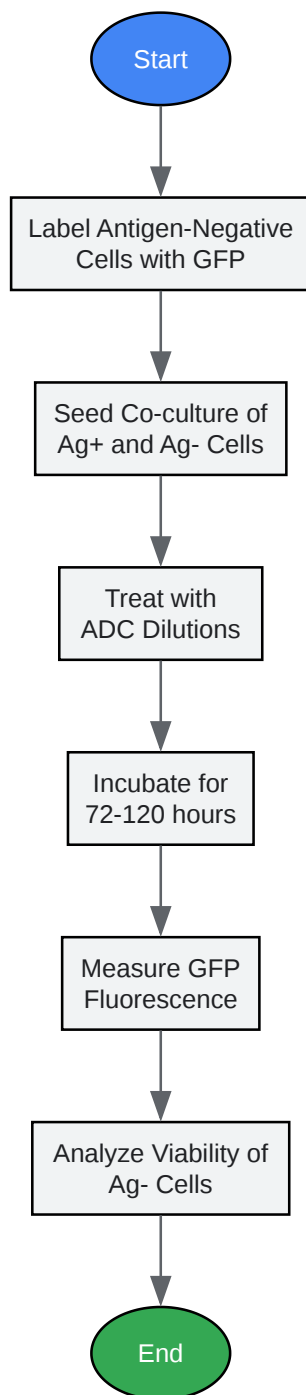 Start
Label Antigen-Negative
Cells with GFP
Seed Co-culture of
Ag+ and Ag- Cells
Treat with
ADC Dilutions
Incubate for
72-120 hours
Measure GFP
Fluorescence
Analyze Viability of
Ag- Cells
End